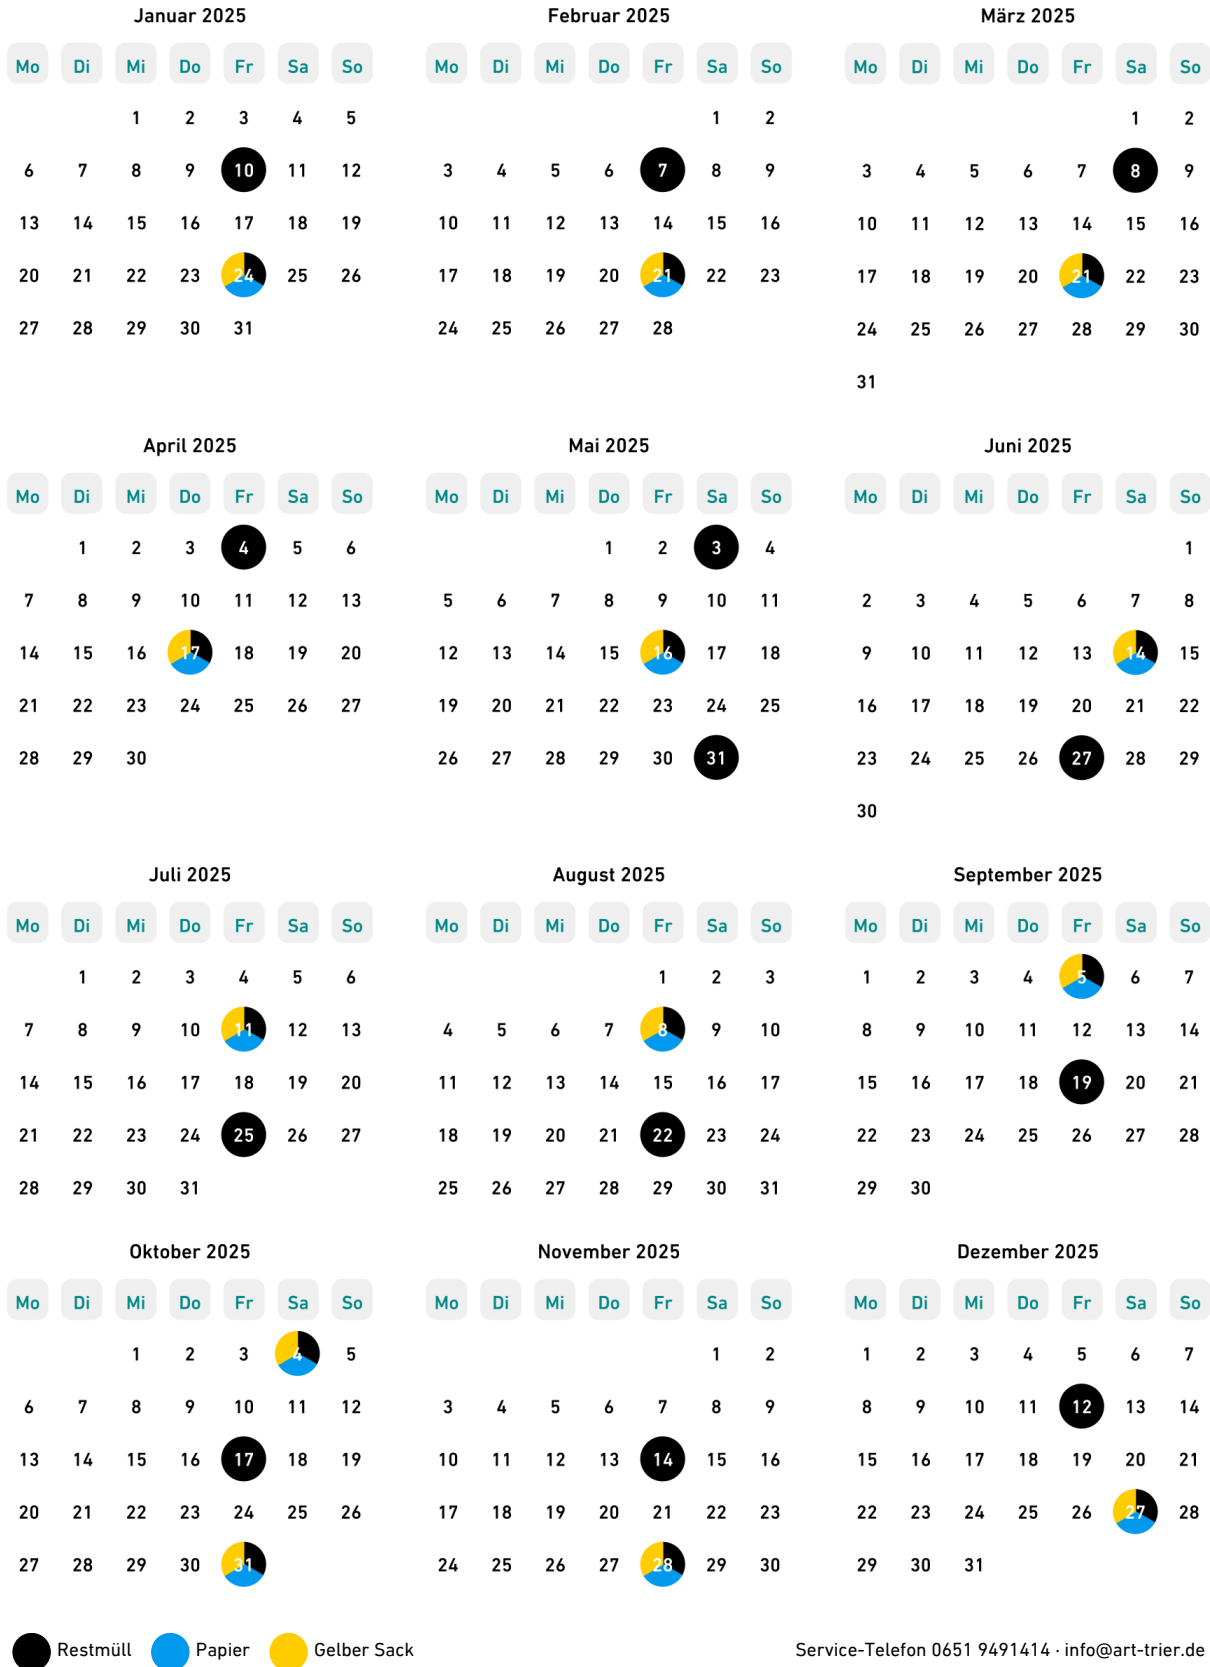 Januar 2025
Mo Di Mi Do Fr Sa So
1 2 3 4 5
6 7 8 9 10 11 12
13 14 15 16 17 18 19
20 21 22 23 24 25 26
27 28 29 30 31
Februar 2025
Mo Di Mi Do Fr Sa So
1 2
3 4 5 6 7 8 9
10 11 12 13 14 15 16
17 18 19 20 21 22 23
24 25 26 27 28
März 2025
Mo Di Mi Do Fr Sa So
1 2
3 4 5 6 7 8 9
10 11 12 13 14 15 16
17 18 19 20 21 22 23
24 25 26 27 28 29 30
31
April 2025
Mo Di Mi Do Fr Sa So
1 2 3 4 5 6
7 8 9 10 11 12 13
14 15 16 17 18 19 20
21 22 23 24 25 26 27
28 29 30
Mai 2025
Mo Di Mi Do Fr Sa So
1 2 3 4
5 6 7 8 9 10 11
12 13 14 15 16 17 18
19 20 21 22 23 24 25
26 27 28 29 30 31
Juni 2025
Mo Di Mi Do Fr Sa So
1
2 3 4 5 6 7 8
9 10 11 12 13 14 15
16 17 18 19 20 21 22
23 24 25 26 27 28 29
30
Juli 2025
Mo Di Mi Do Fr Sa So
1 2 3 4 5 6
7 8 9 10 11 12 13
14 15 16 17 18 19 20
21 22 23 24 25 26 27
28 29 30 31
August 2025
Mo Di Mi Do Fr Sa So
1 2 3
4 5 6 7 8 9 10
11 12 13 14 15 16 17
18 19 20 21 22 23 24
25 26 27 28 29 30 31
September 2025
Mo Di Mi Do Fr Sa So
1 2 3 4 5 6 7
8 9 10 11 12 13 14
15 16 17 18 19 20 21
22 23 24 25 26 27 28
29 30
Oktober 2025
Mo Di Mi Do Fr Sa So
1 2 3 4 5
6 7 8 9 10 11 12
13 14 15 16 17 18 19
20 21 22 23 24 25 26
27 28 29 30 31
November 2025
Mo Di Mi Do Fr Sa So
1 2
3 4 5 6 7 8 9
10 11 12 13 14 15 16
17 18 19 20 21 22 23
24 25 26 27 28 29 30
Dezember 2025
Mo Di Mi Do Fr Sa So
1 2 3 4 5 6 7
8 9 10 11 12 13 14
15 16 17 18 19 20 21
22 23 24 25 26 27 28
29 30 31
Restmüll Papier Gelber Sack
Service-Telefon 0651 9491414 · info@art-trier.de